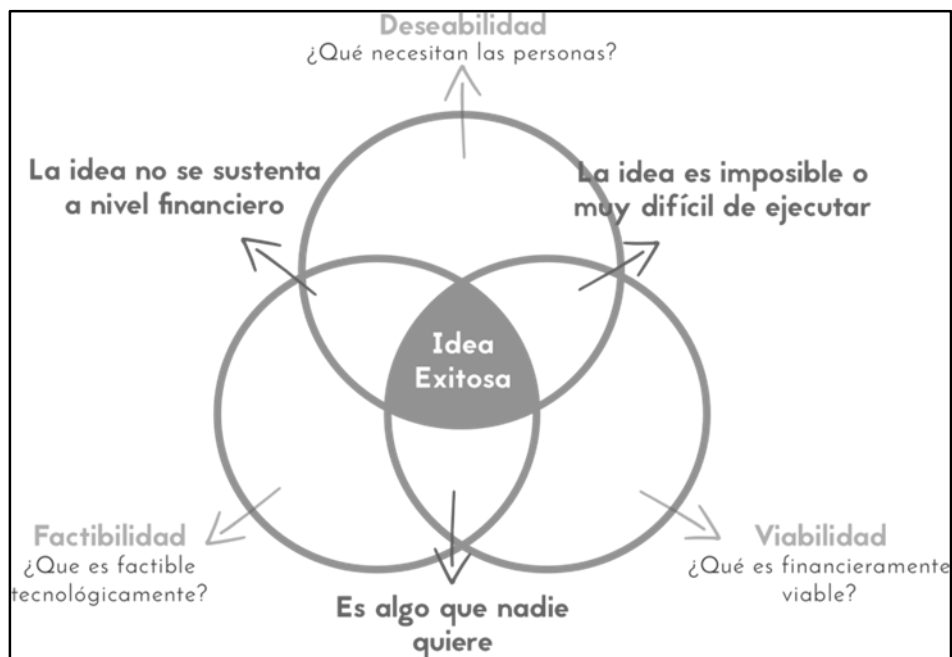 Deseabilidad
¿Qué necesitan las personas?
La idea no se sustenta
a nivel financiero
La idea es imposible o
muy difícil de ejecutar
Idea
Exitosa
Factibilidad
¿Que es factible
tecnológicamente?
Viabilidad
¿Qué es financieramente
viable?
Es algo que nadie
quiere